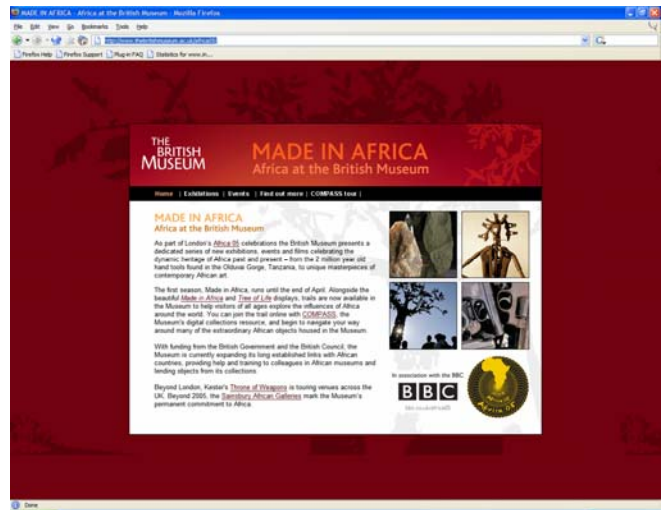 MADE IN AFRICA - Africa at the British Museum - Mozilla Firefox
File Edit View Go Bookmarks Tools Help
http://www.thebritishmuseum.ac.uk/africa05
Firefox Help Firefox Support Plug-in FAQ Statistics for www.in...
THE
BRITISH
MUSEUM
MADE IN AFRICA
Africa at the British Museum
Home | Exhibitions | Events | Find out more | COMPASS tour |
MADE IN AFRICA
Africa at the British Museum
As part of London's Africa 05 celebrations the British Museum presents a
dedicated series of new exhibitions, events and films celebrating the
dynamic heritage of Africa past and present – from the 2 million year old
hand tools found in the Olduvai Gorge, Tanzania, to unique masterpieces of
contemporary African art.
The first season, Made in Africa, runs until the end of April. Alongside the
beautiful Made in Africa and Tree of Life displays, trails are now available in
the Museum to help visitors of all ages explore the influences of Africa
around the world. You can join the trail online with COMPASS, the
Museum's digital collections resource, and begin to navigate your way
around many of the extraordinary African objects housed in the Museum.
With funding from the British Government and the British Council, the
Museum is currently expanding its long established links with African
countries, providing help and training to colleagues in African museums and
lending objects from its collections.
Beyond London, Kester's Throne of Weapons is touring venues across the
UK. Beyond 2005, the Sainsbury African Galleries mark the Museum's
permanent commitment to Africa.
In association with the BBC
BBC
Africa 05
Done